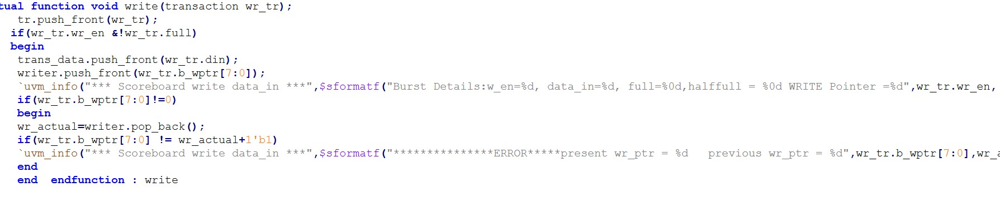 tual function void write(transaction wr_tr);
tr.push_front(wr_tr);
if(wr_tr.wr_en &!wr_tr.full)
begin
trans_data.push_front(wr_tr.din);
writer.push_front(wr_tr.b_wptr[7:0]);
`uvm_info("*** Scoreboard write data_in ***",$sformatf("Burst Details:w_en=%d, data_in=%d, full=%0d,halffull = %0d WRITE Pointer =%d",wr_tr.wr_en,
if(wr_tr.b_wptr[7:0]!=0)
begin
wr_actual=writer.pop_back();
if(wr_tr.b_wptr[7:0] != wr_actual+1'b1)
`uvm_info("*** Scoreboard write data_in ***",$sformatf("***************ERROR*****present wr_ptr = %d   previous wr_ptr = %d",wr_tr.b_wptr[7:0],wr_a
end
end  endfunction : write